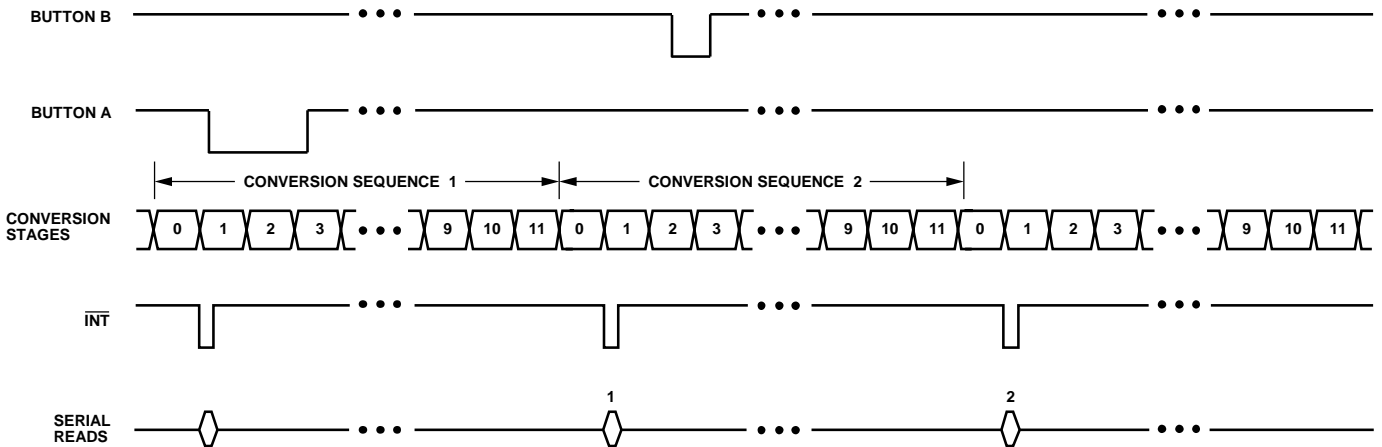 BUTTON B
BUTTON A
CONVERSION SEQUENCE 1
CONVERSION SEQUENCE 2
CONVERSION
STAGES
0 1 2 3 9 10 11 0 1 2 3 9 10 11 0 1 2 3 9 10 11
INT
1 2
SERIAL
READS